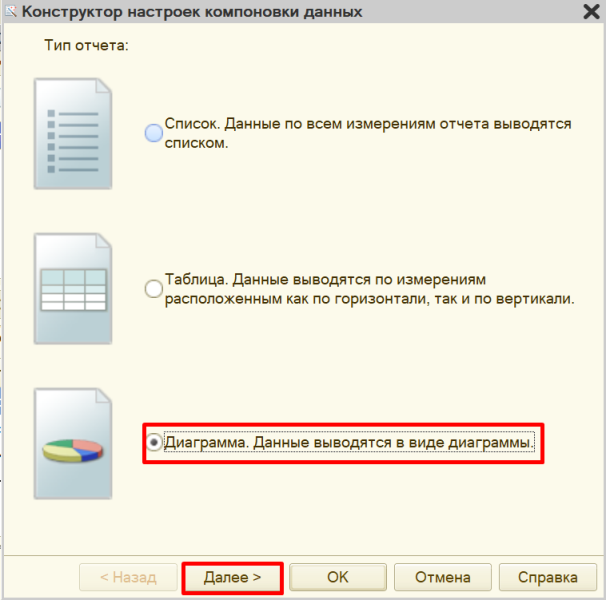 Конструктор настроек компоновки данных
Тип отчета:
Список. Данные по всем измерениям отчета выводятся
списком.
Таблица. Данные выводятся по измерениям
расположенным как по горизонтали, так и по вертикали.
Диаграмма. Данные выводятся в виде диаграммы.
< Назад Далее > ОК Отмена Справка